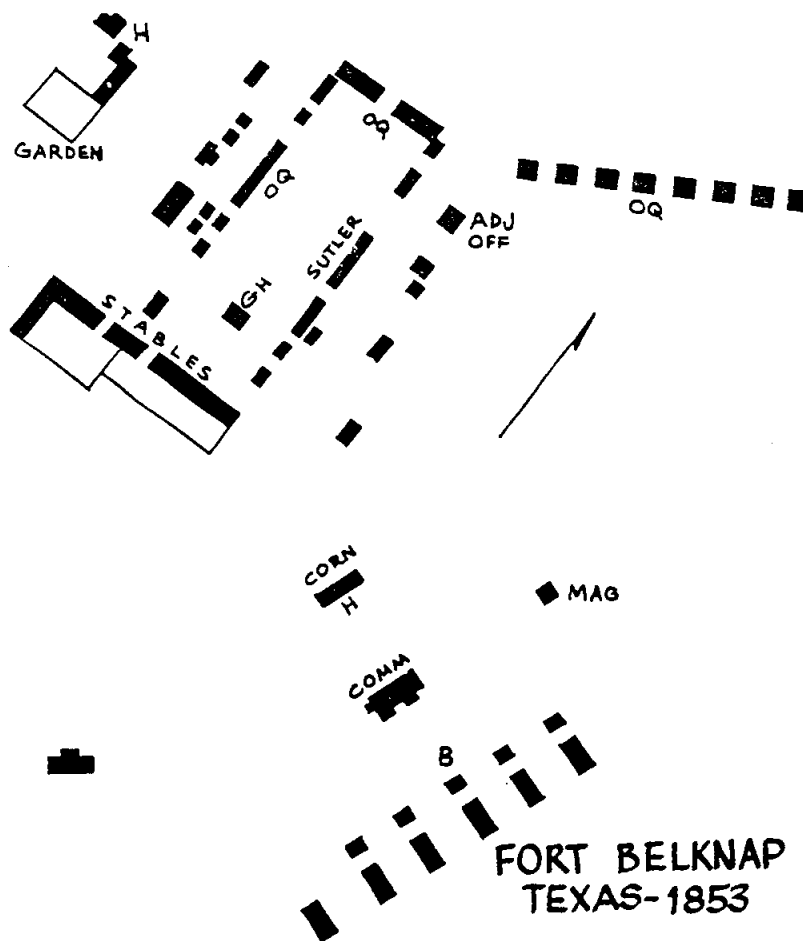 H
GARDEN
OQ
OQ
OQ
ADJ
OFF
SUTLER
GH
STABLES
CORN
H
MAG
COMM
B
FORT BELKNAP
TEXAS-1853